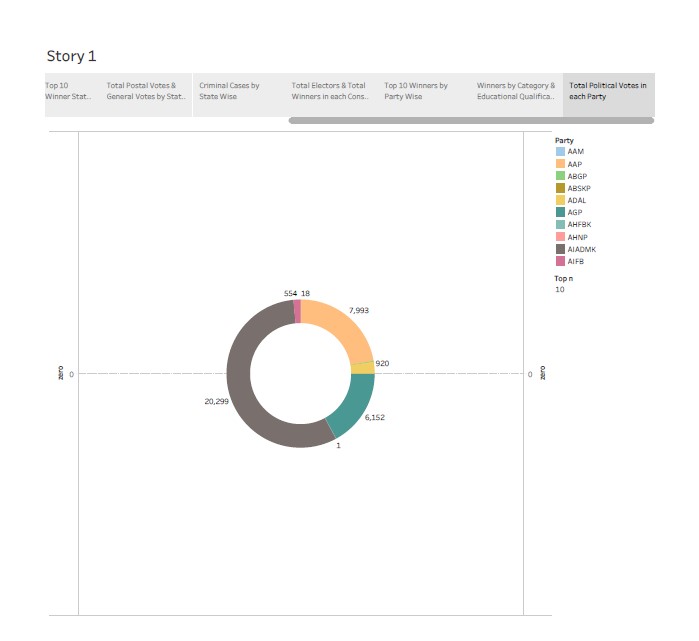 Story 1
Top 10
Winner Stat..
Total Postal Votes &
General Votes by Stat..
Criminal Cases by
State Wise
Total Electors & Total
Winners in each Cons..
Top 10 Winners by
Party Wise
Winners by Category &
Educational Qualifica..
Total Political Votes in
each Party
Party
AAM
AAP
ABGP
ABSKP
ADAL
AGP
AHFBK
AHNP
AIADMK
AIFB
Top n
10
554 18
7,993
920
zero 0
0 zero
20,299
6,152
1